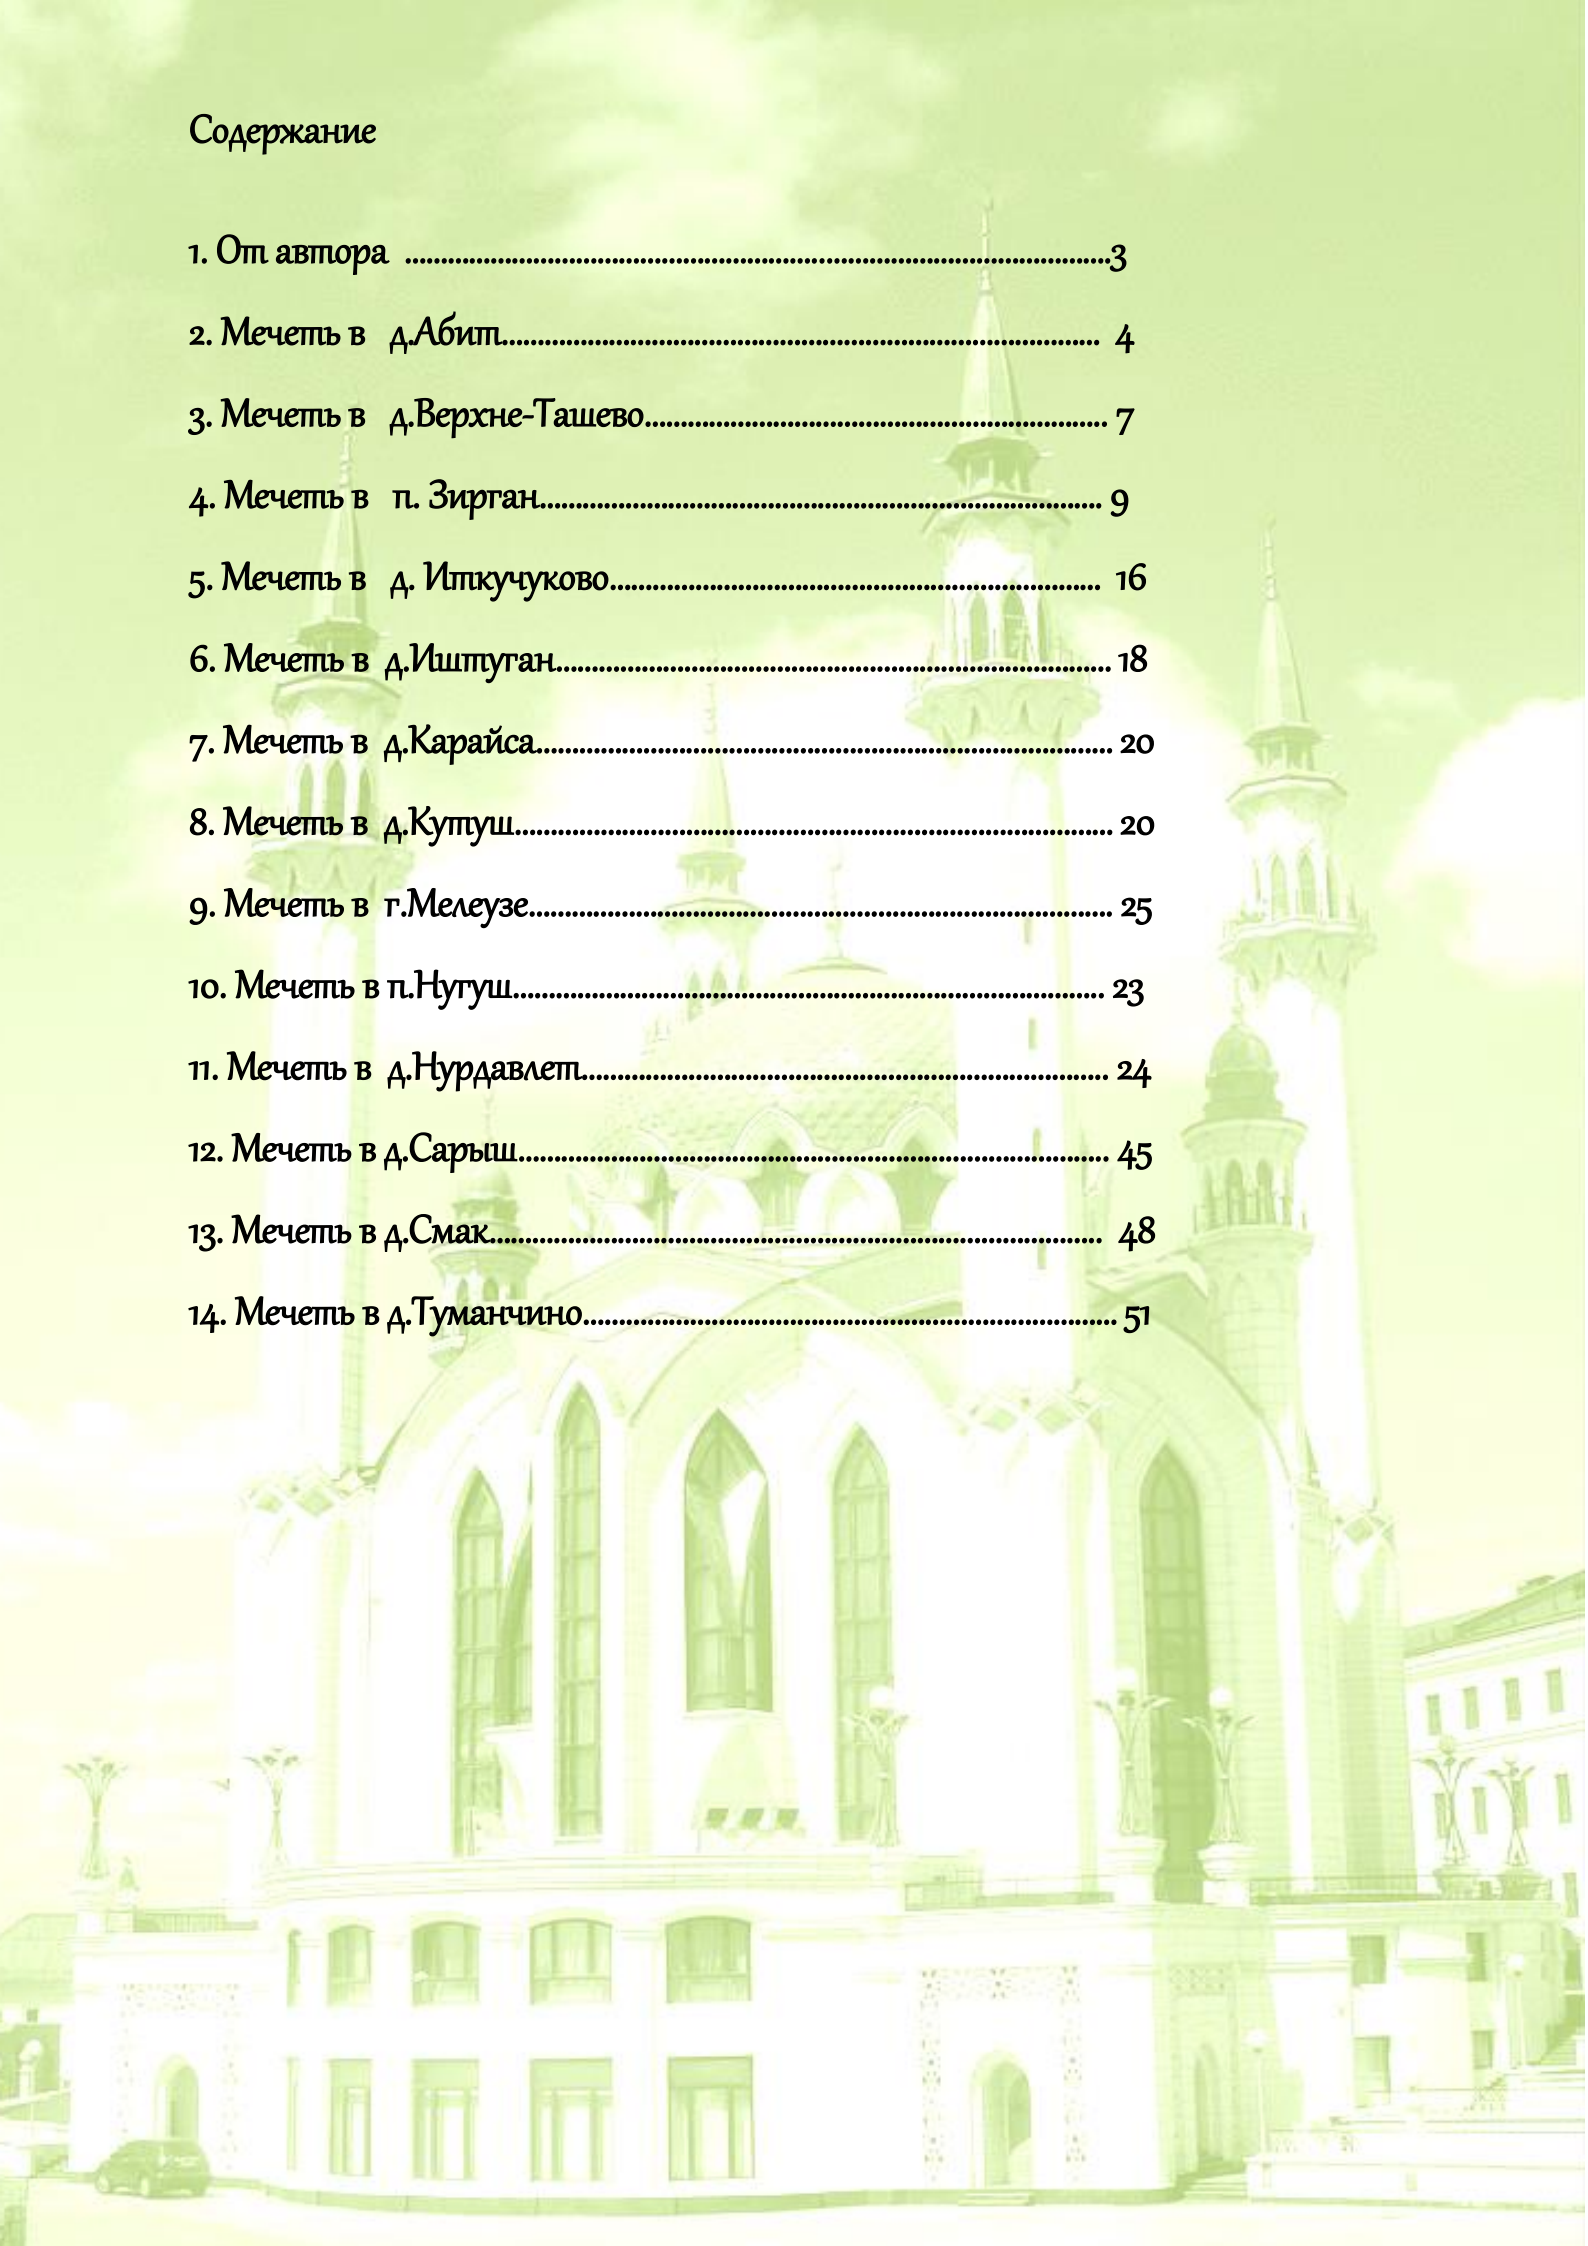 Содержание
1. От автора ........................................................................................3
2. Мечеть в д.Абит........................................................................... 4
3. Мечеть в д.Верхне-Ташево.......................................................... 7
4. Мечеть в п. Зирган....................................................................... 9
5. Мечеть в д. Иткучуково.............................................................. 16
6. Мечеть в д.Иштуган...................................................................... 18
7. Мечеть в д.Карайса......................................................................... 20
8. Мечеть в д.Кутуш............................................................................ 20
9. Мечеть в г.Мелеузе.......................................................................... 25
10. Мечеть в п.Нугуш.......................................................................... 23
11. Мечеть в д.Нурдавлет.................................................................. 24
12. Мечеть в д.Сарыш.......................................................................... 45
13. Мечеть в д.Смак............................................................................. 48
14. Мечеть в д.Туманчино................................................................... 51